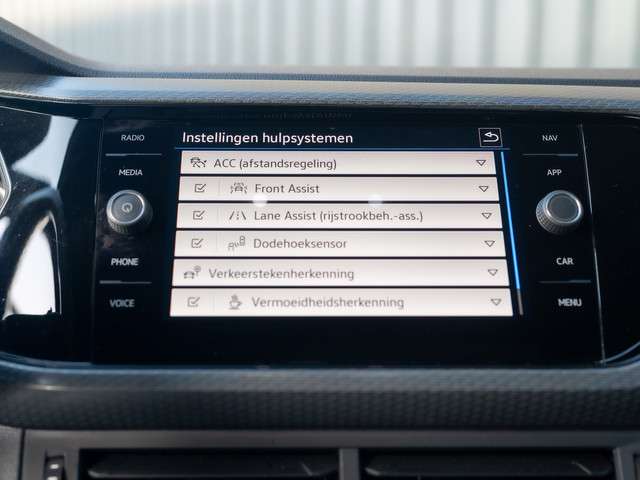 RADIO
Instellingen hulpsystemen
NAV
ACC (afstandsregeling)
MEDIA
Front Assist
APP
Lane Assist (rijstrookbeh.-ass.)
Dodehoeksensor
PHONE
Verkeerstekenherkenning
CAR
VOICE
Vermoeidheidsherkenning
MENU